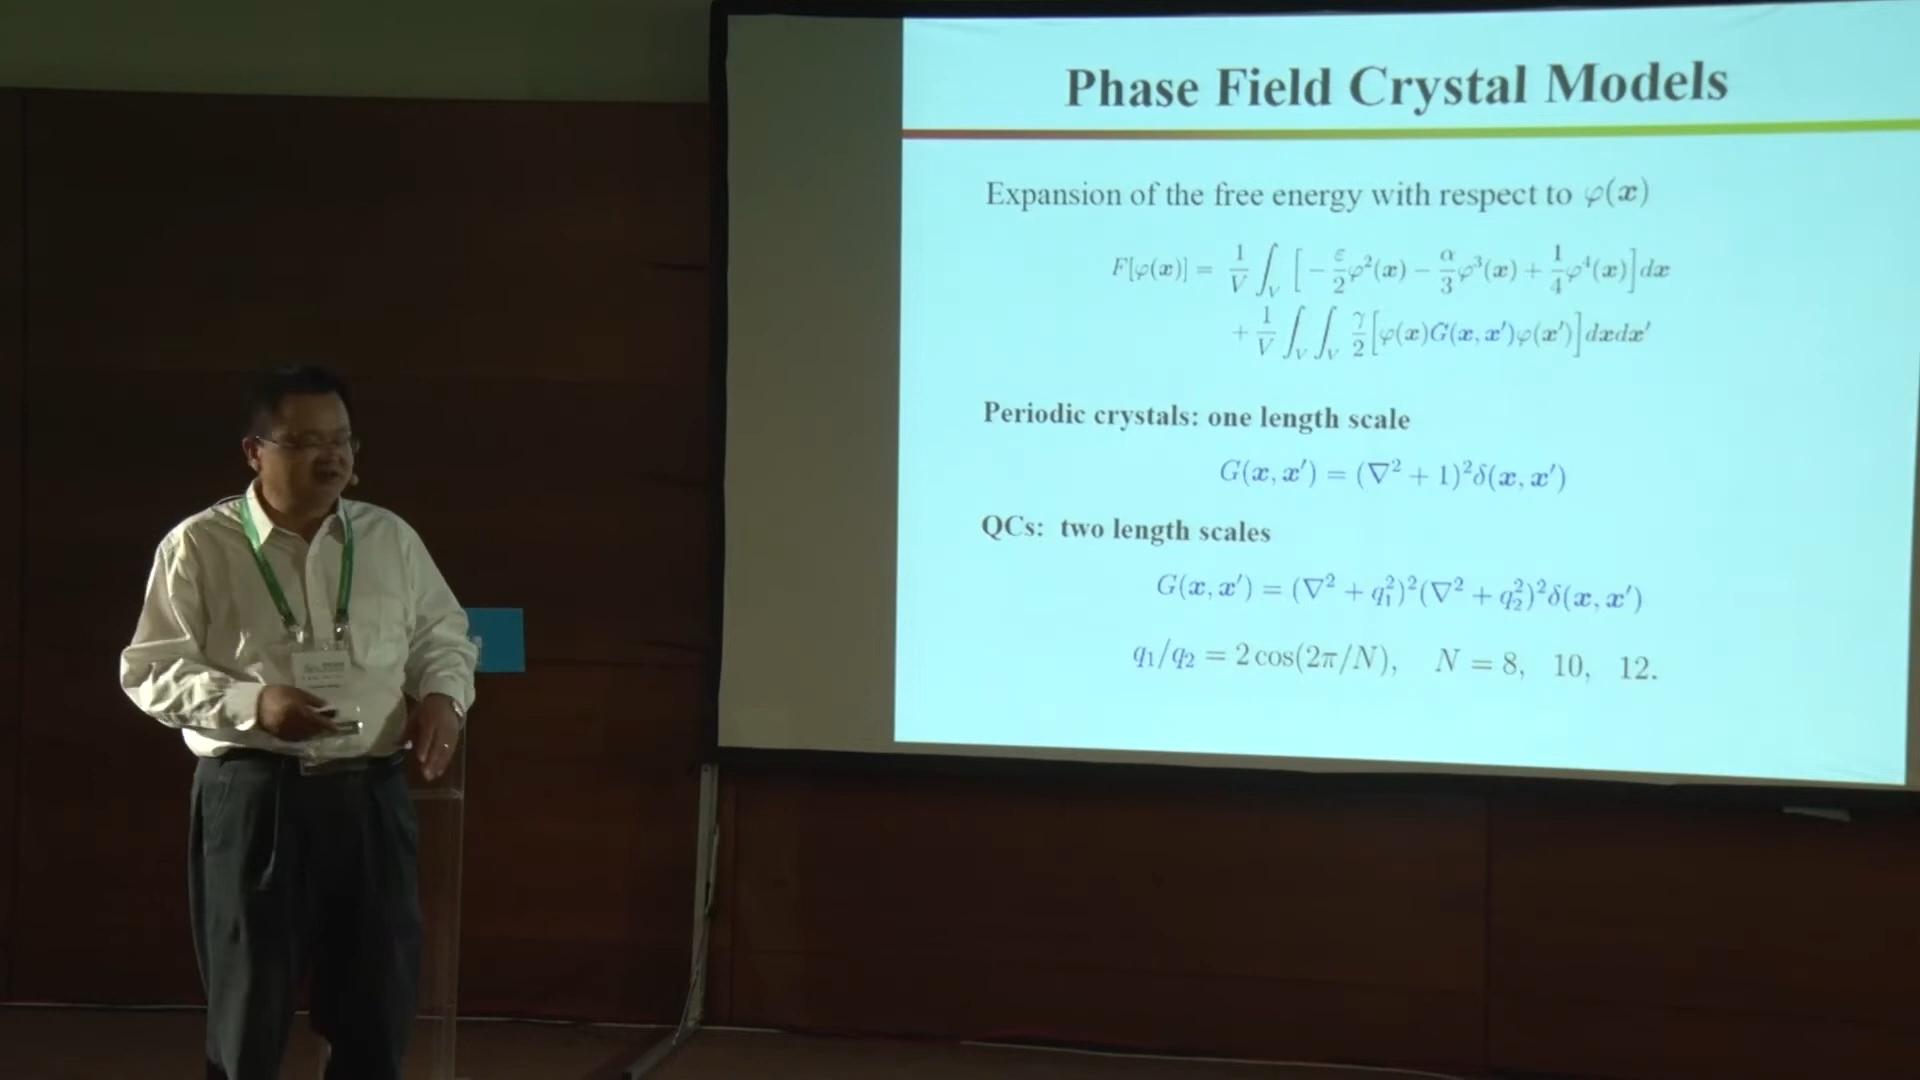 Phase Field Crystal Models
Expansion of the free energy with respect to φ(x)
F[φ(x)] = 1/V ∫_V [ − ε/2 φ²(x) − α/3 φ³(x) + 1/4 φ⁴(x) ] dx
+ 1/V ∫_V ∫_V γ/2 [ φ(x)G(x, x′)φ(x′) ] dxdx′
Periodic crystals: one length scale
G(x, x′) = (∇² + 1)²δ(x, x′)
QCs: two length scales
G(x, x′) = (∇² + q₁²)²(∇² + q₂²)²δ(x, x′)
q₁/q₂ = 2 cos(2π/N), N = 8, 10, 12.